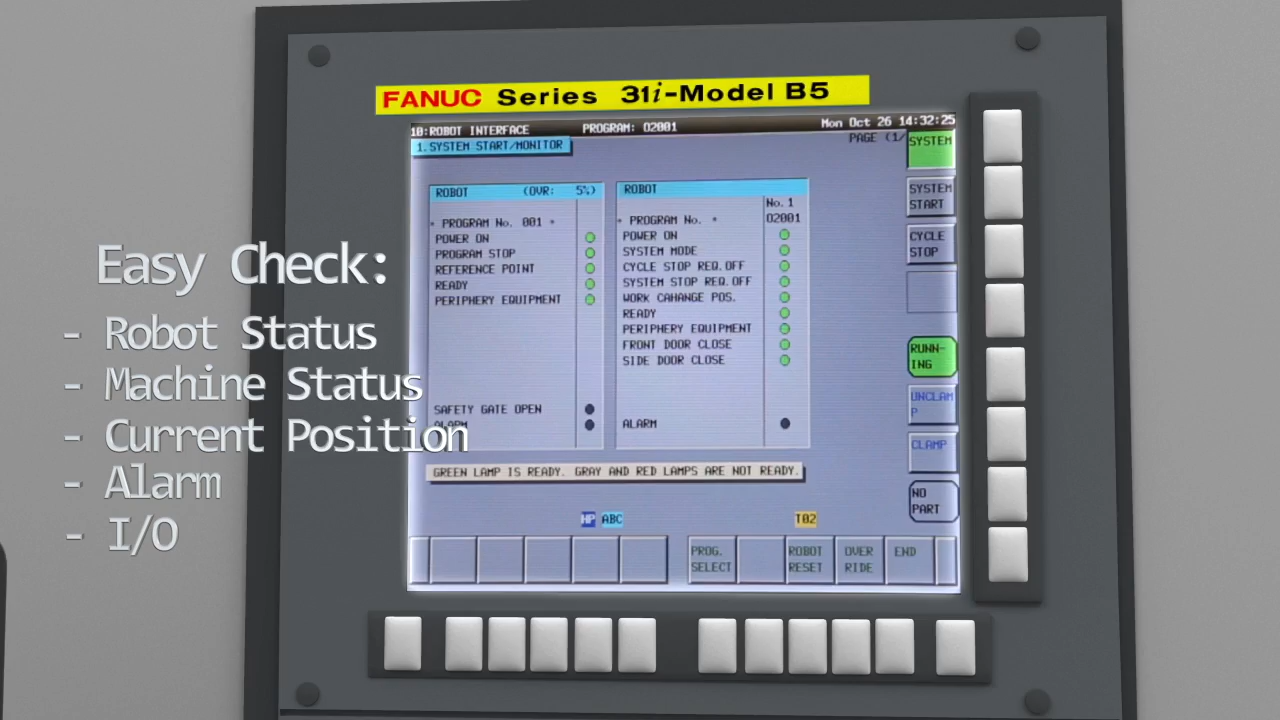 FANUC Series 31i-Model B5
10:ROBOT INTERFACE PROGRAM: O2001 Mon Oct 26 14:32:25
1.SYSTEM START/MONITOR PAGE (1/
SYSTEM
ROBOT (OVR: 5%)
* PROGRAM No. 001 *
POWER ON
PROGRAM STOP
REFERENCE POINT
READY
PERIPHERY EQUIPMENT
SAFETY GATE OPEN
ALARM
ROBOT
No.1
* PROGRAM No. * O2001
POWER ON
SYSTEM MODE
CYCLE STOP REQ.OFF
SYSTEM STOP REQ.OFF
WORK CAHANGE POS.
READY
PERIPHERY EQUIPMENT
FRONT DOOR CLOSE
SIDE DOOR CLOSE
ALARM
SYSTEM
START
CYCLE
STOP
RUNN-
ING
UNCLAM
P
CLAMP
NO
PART
GREEN LAMP IS READY. GRAY AND RED LAMPS ARE NOT READY.
HP ABC T02
PROG.
SELECT
ROBOT
RESET
OVER
RIDE
END
Easy Check:
- Robot Status
- Machine Status
- Current Position
- Alarm
- I/O